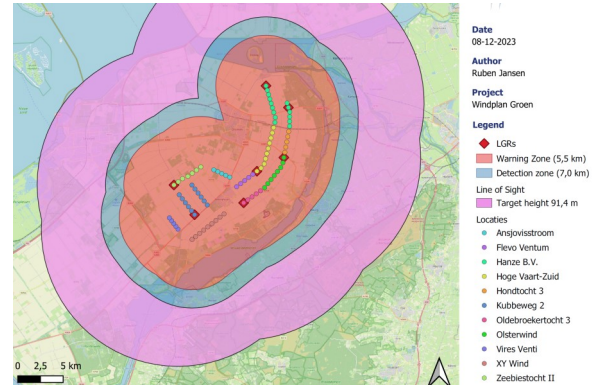 Date
08-12-2023
Author
Ruben Jansen
Project
Windplan Groen
Legend
LGRs
Warning Zone (5,5 km)
Detection zone (7,0 km)
Line of Sight
Target height 91,4 m
Locaties
Ansjovisstroom
Flevo Ventum
Hanze B.V.
Hoge Vaart-Zuid
Hondtocht 3
Kubbeweg 2
Oldebroekertocht 3
Olsterwind
Vires Venti
XY Wind
Zeebiestocht II
0 2,5 5 km